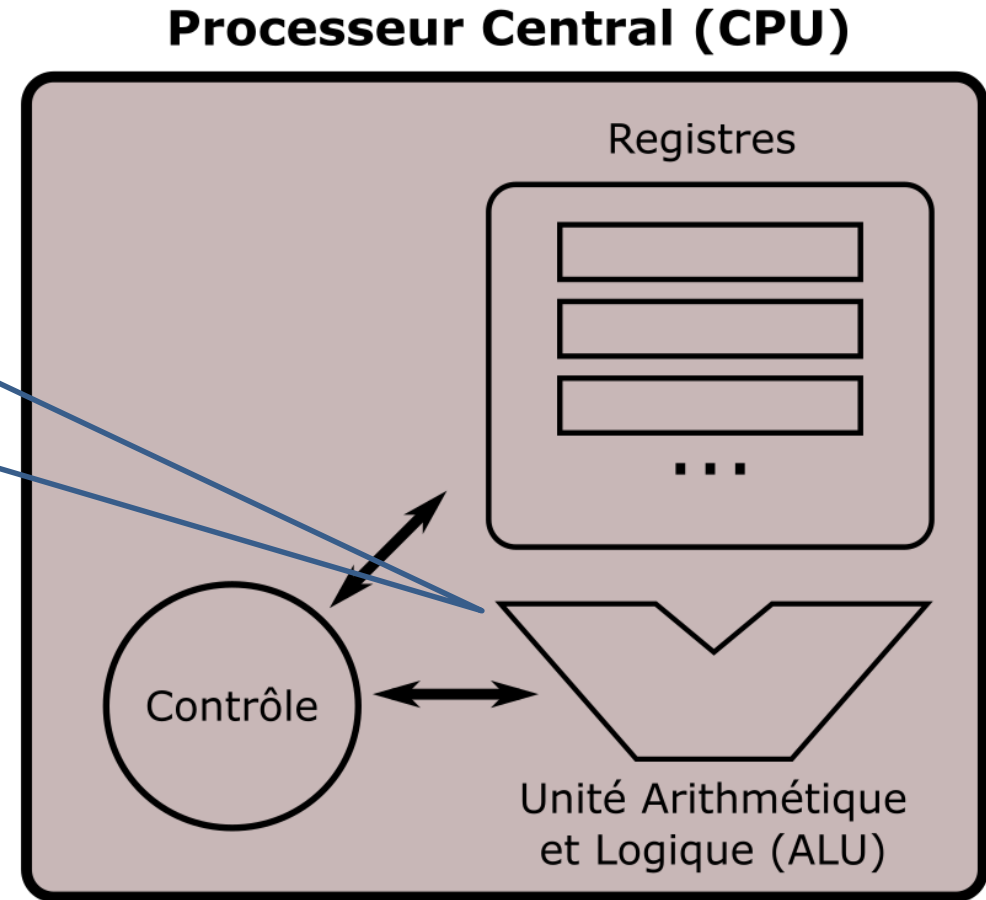 Processeur Central (CPU)
Registres
...
Contrôle
Unité Arithmétique
et Logique (ALU)